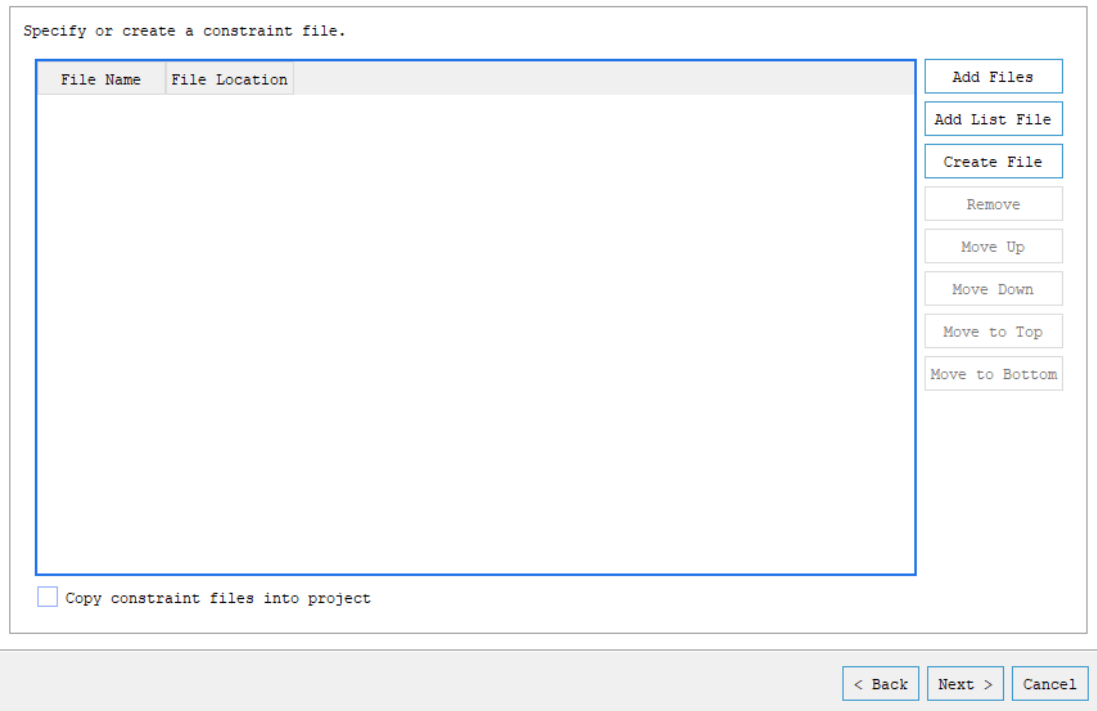 Specify or create a constraint file.
File Name File Location
Add Files
Add List File
Create File
Remove
Move Up
Move Down
Move to Top
Move to Bottom
Copy constraint files into project
< Back Next > Cancel